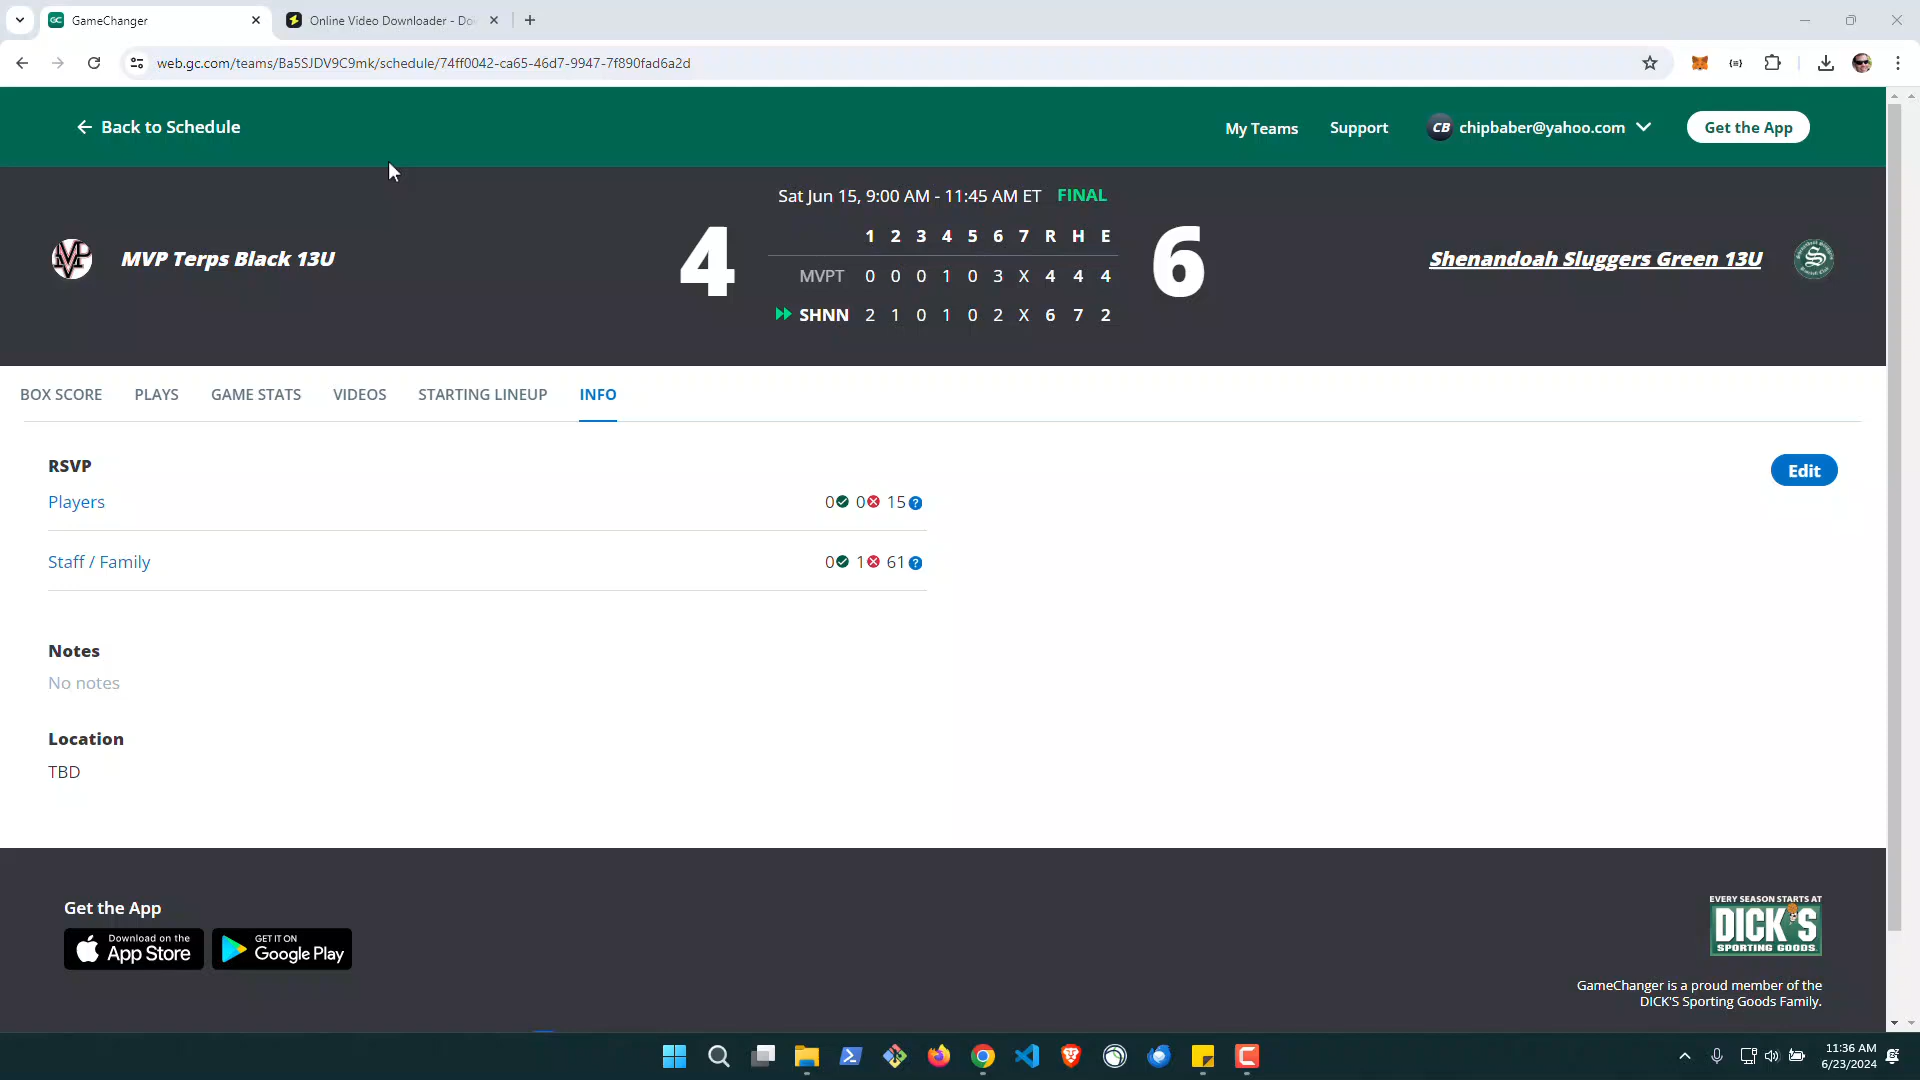 GameChanger
Online Video Downloader - Do
web.gc.com/teams/Ba5SJDV9C9mk/schedule/74ff0042-ca65-46d7-9947-7f890fad6a2d
Back to Schedule
My Teams
Support
CB
chipbaber@yahoo.com
Get the App
Sat Jun 15, 9:00 AM - 11:45 AM ET FINAL
MVP Terps Black 13U
4
1 2 3 4 5 6 7 R H E
MVPT 0 0 0 1 0 3 X 4 4 4
SHNN 2 1 0 1 0 2 X 6 7 2
6
Shenandoah Sluggers Green 13U
BOX SCORE PLAYS GAME STATS VIDEOS STARTING LINEUP INFO
RSVP
Edit
Players 0 0 15
Staff / Family 0 1 61
Notes
No notes
Location
TBD
Get the App
Download on the
App Store
GET IT ON
Google Play
EVERY SEASON STARTS AT
DICK'S
SPORTING GOODS
GameChanger is a proud member of the
DICK'S Sporting Goods Family.
11:36 AM
6/23/2024